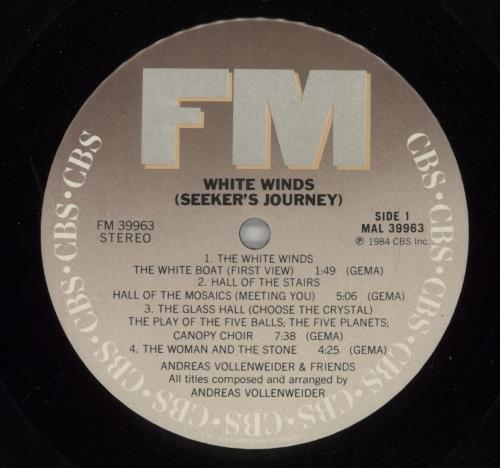 FM
WHITE WINDS
(SEEKER'S JOURNEY)
FM 39963
STEREO
SIDE 1
MAL 39963
℗ 1984 CBS Inc.
1. THE WHITE WINDS
THE WHITE BOAT (FIRST VIEW) 1:49 (GEMA)
2. HALL OF THE STAIRS
HALL OF THE MOSAICS (MEETING YOU) 5:06 (GEMA)
3. THE GLASS HALL (CHOOSE THE CRYSTAL)
THE PLAY OF THE FIVE BALLS; THE FIVE PLANETS;
CANOPY CHOIR 7:38 (GEMA)
4. THE WOMAN AND THE STONE 4:25 (GEMA)
ANDREAS VOLLENWEIDER & FRIENDS
All titles composed and arranged by
ANDREAS VOLLENWEIDER
CBS • CBS • CBS • CBS • CBS • CBS • CBS • CBS • CBS • CBS • CBS